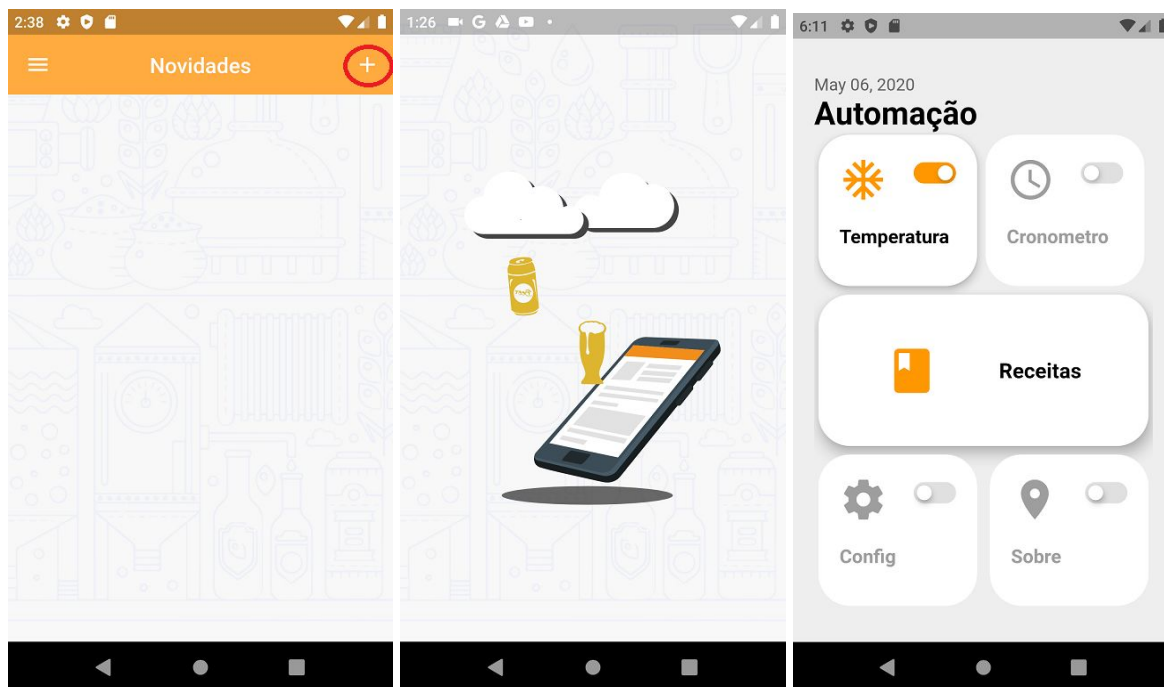 2:38
Novidades
1:26
6:11
May 06, 2020
Automação
Temperatura
Cronometro
Receitas
Config
Sobre